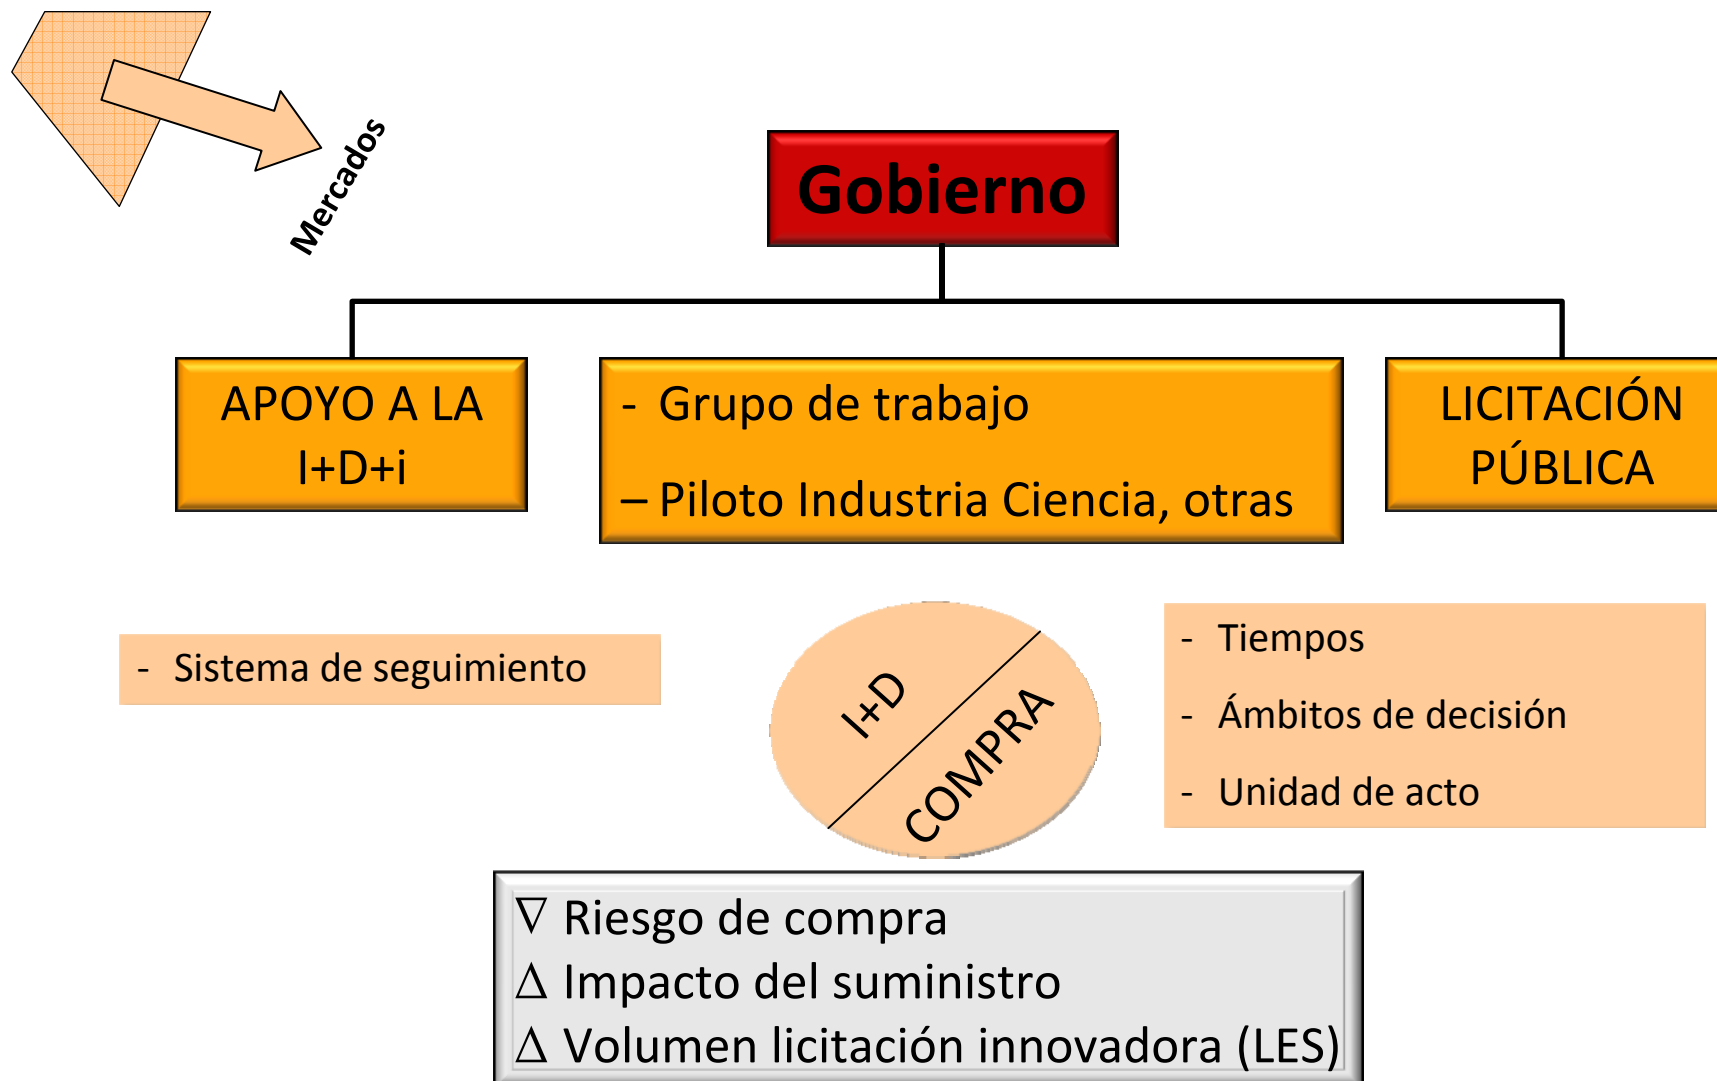 Mercados
Gobierno
APOYO A LA
I+D+i
- Grupo de trabajo
– Piloto Industria Ciencia, otras
LICITACIÓN
PÚBLICA
- Sistema de seguimiento
I+D
COMPRA
- Tiempos
- Ámbitos de decisión
- Unidad de acto
∇ Riesgo de compra
Δ Impacto del suministro
Δ Volumen licitación innovadora (LES)